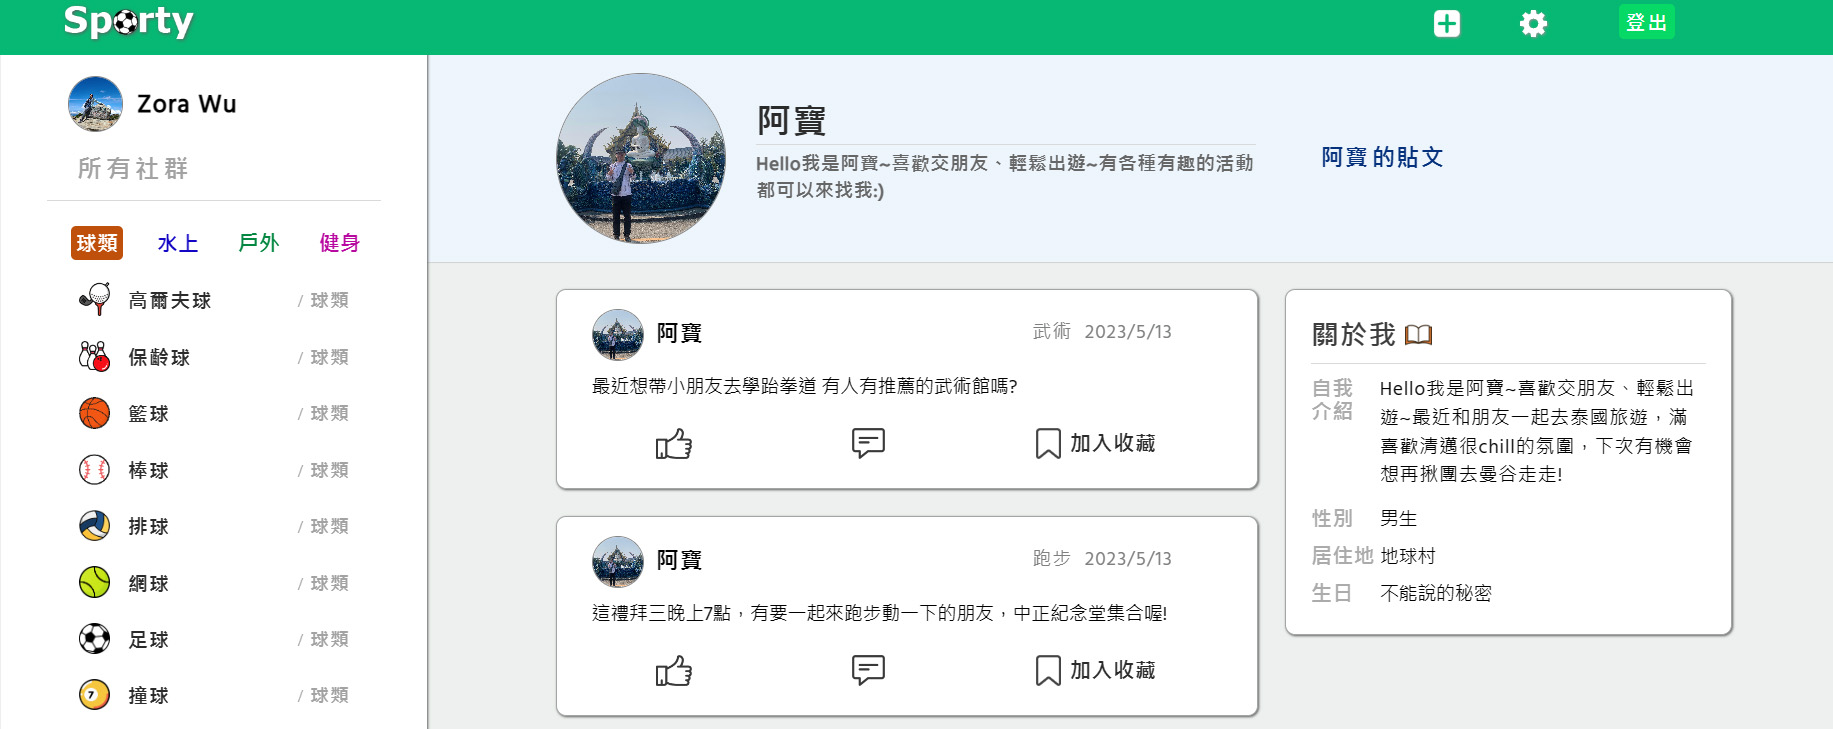 Sporty
登出
Zora Wu
所有社群
球類 水上 戶外 健身
高爾夫球 / 球類
保齡球 / 球類
籃球 / 球類
棒球 / 球類
排球 / 球類
網球 / 球類
足球 / 球類
7 撞球 / 球類
阿寶
Hello我是阿寶~喜歡交朋友、輕鬆出遊~有各種有趣的活動
都可以來找我:)
阿寶 的貼文
阿寶 武術 2023/5/13
最近想帶小朋友去學跆拳道 有人有推薦的武術館嗎?
加入收藏
阿寶 跑步 2023/5/13
這禮拜三晚上7點，有要一起來跑步動一下的朋友，中正紀念堂集合喔!
加入收藏
關於我
自我
介紹
Hello我是阿寶~喜歡交朋友、輕鬆出
遊~最近和朋友一起去泰國旅遊，滿
喜歡清邁很chill的氛圍，下次有機會
想再揪團去曼谷走走!
性別 男生
居住地 地球村
生日 不能說的秘密